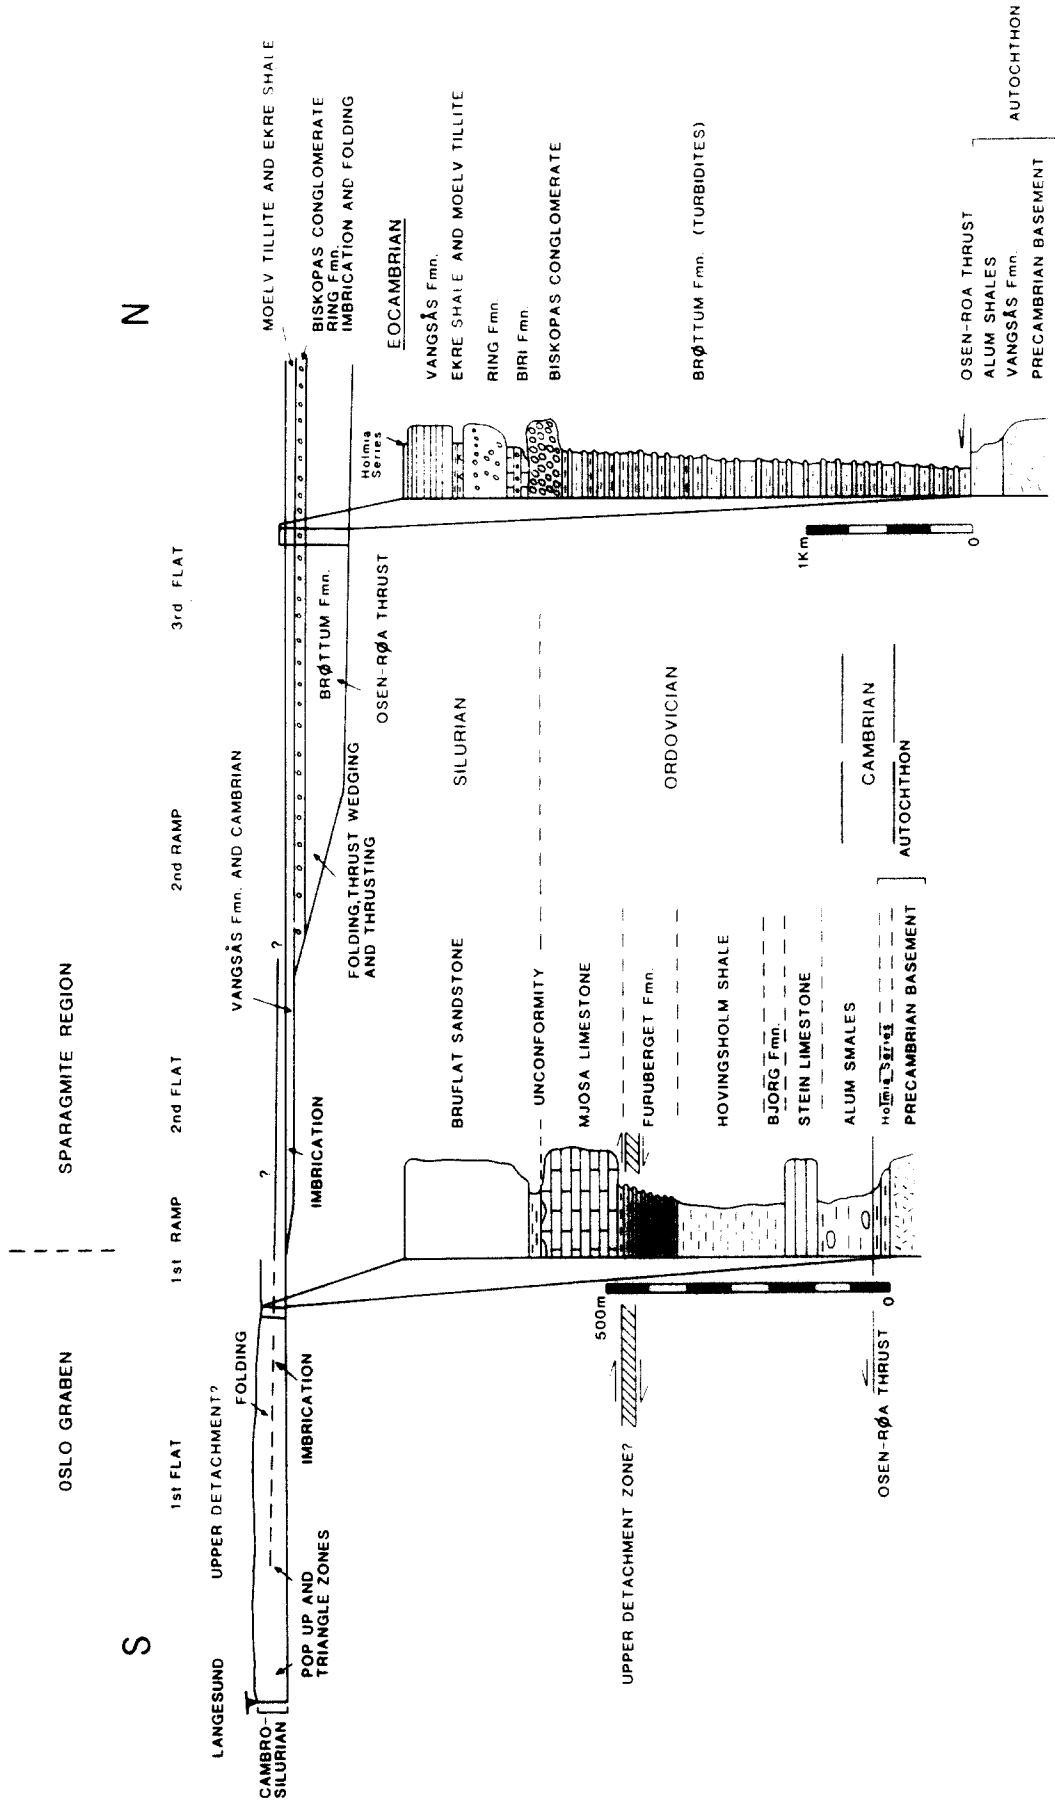 S
N
OSLO GRABEN
SPARAGMITE REGION
1st FLAT
1st RAMP
2nd FLAT
2nd RAMP
3rd FLAT
LANGESUND
UPPER DETACHMENT?
FOLDING
?
VANGSÅS Fmn. AND CAMBRIAN
?
MOELV TILLITE AND EKRE SHALE
CAMBRO-
SILURIAN
POP UP AND
TRIANGLE ZONES
IMBRICATION
IMBRICATION
FOLDING, THRUST WEDGING
AND THRUSTING
BRØTTUM Fmn.
OSEN-RØA THRUST
BISKOPAS CONGLOMERATE
RING Fmn.
IMBRICATION AND FOLDING
EOCAMBRIAN
Holmia
Series
VANGSÅS Fmn.
EKRE SHALE AND MOELV TILLITE
RING Fmn.
BIRI Fmn.
BISKOPAS CONGLOMERATE
BRØTTUM Fmn. (TURBIDITES)
OSEN-ROA THRUST
ALUM SHALES
VANGSÅS Fmn.
PRECAMBRIAN BASEMENT
AUTOCHTHON
1Km
0
BRUFLAT SANDSTONE
SILURIAN
UNCONFORMITY
MJOSA LIMESTONE
FURUBERGET Fmn.
ORDOVICIAN
HOVINGSHOLM SHALE
BJORG Fmn.
STEIN LIMESTONE
ALUM SMALES
CAMBRIAN
Holmia Series
PRECAMBRIAN BASEMENT
AUTOCHTHON
500m
0
UPPER DETACHMENT ZONE?
OSEN-RØA THRUST